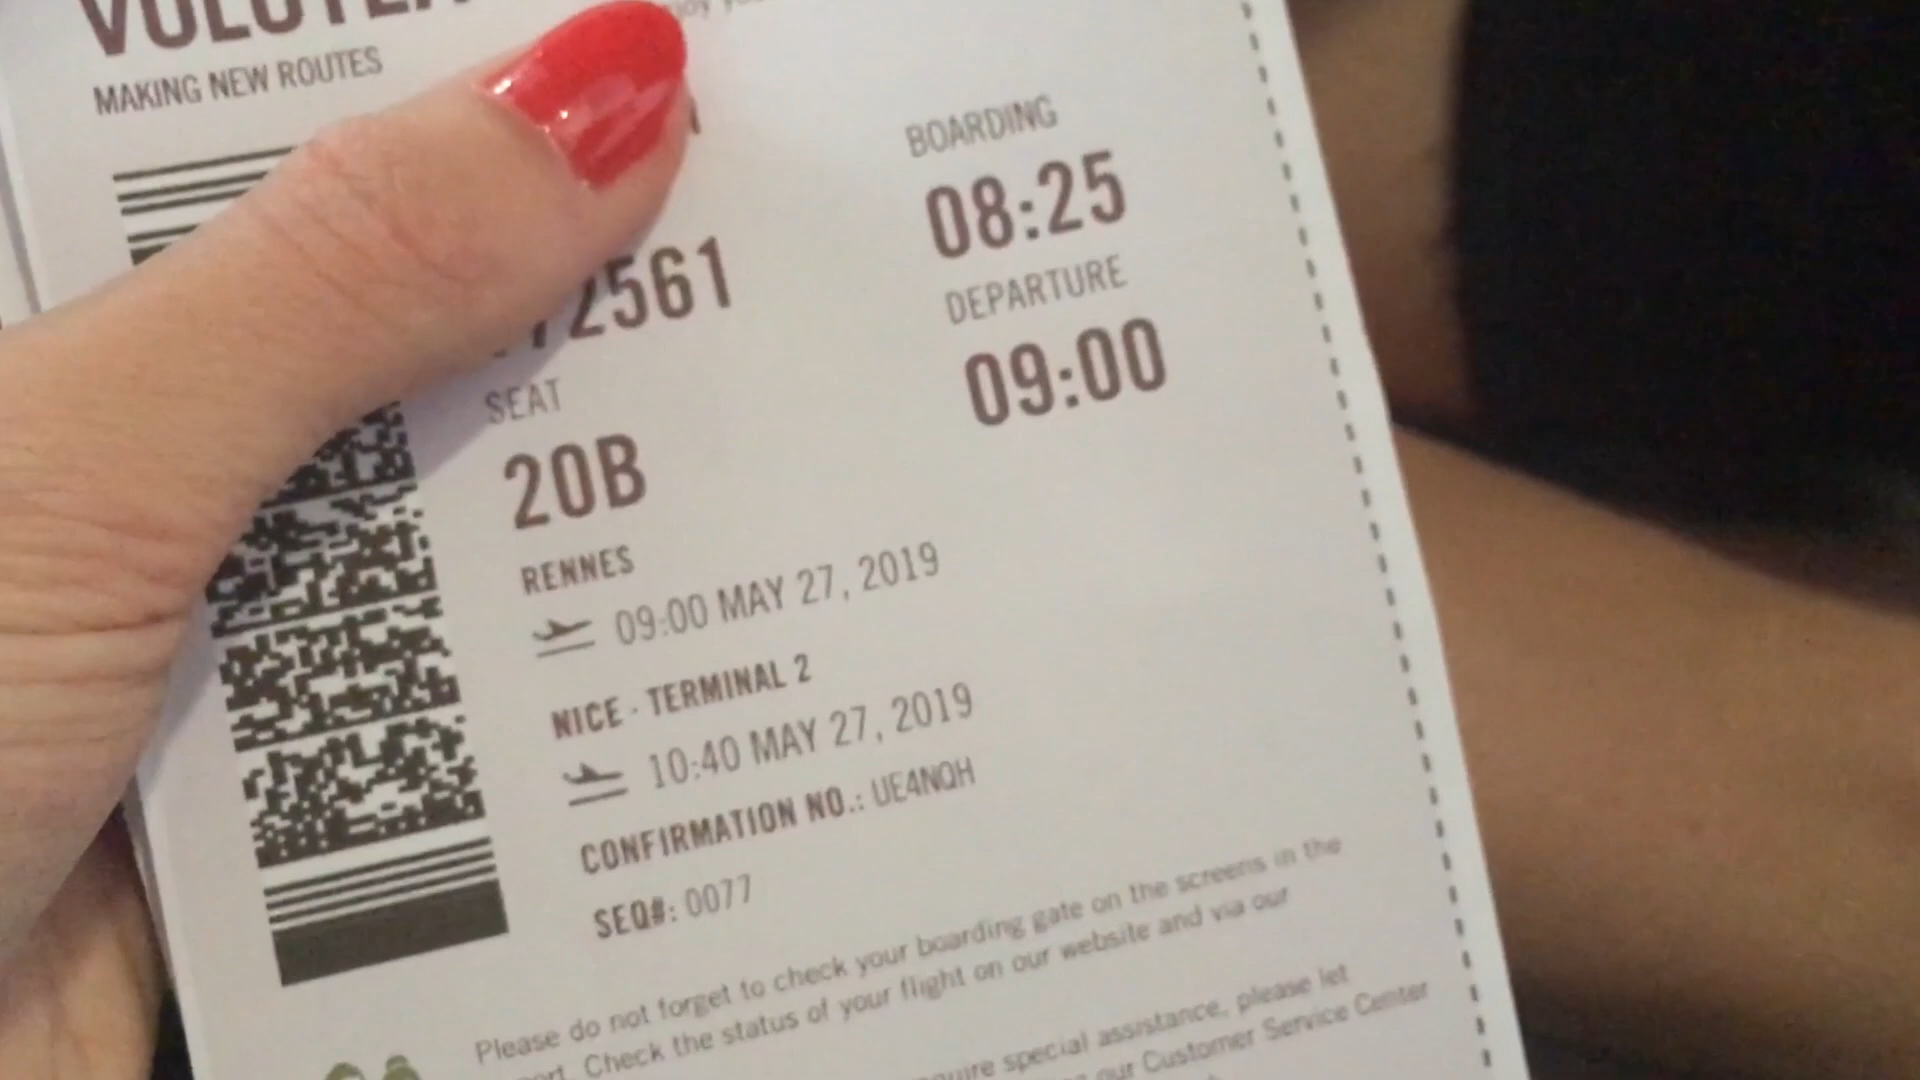 MAKING NEW ROUTES
BOARDING
08:25
2561
DEPARTURE
09:00
SEAT
20B
RENNES
09:00 MAY 27, 2019
NICE - TERMINAL 2
10:40 MAY 27, 2019
CONFIRMATION NO.: UE4NQH
SEQ#: 0077
Please do not forget to check your boarding gate on the screens in the
Check the status of your flight on our website and via our
special assistance, please let
our Customer Service Center